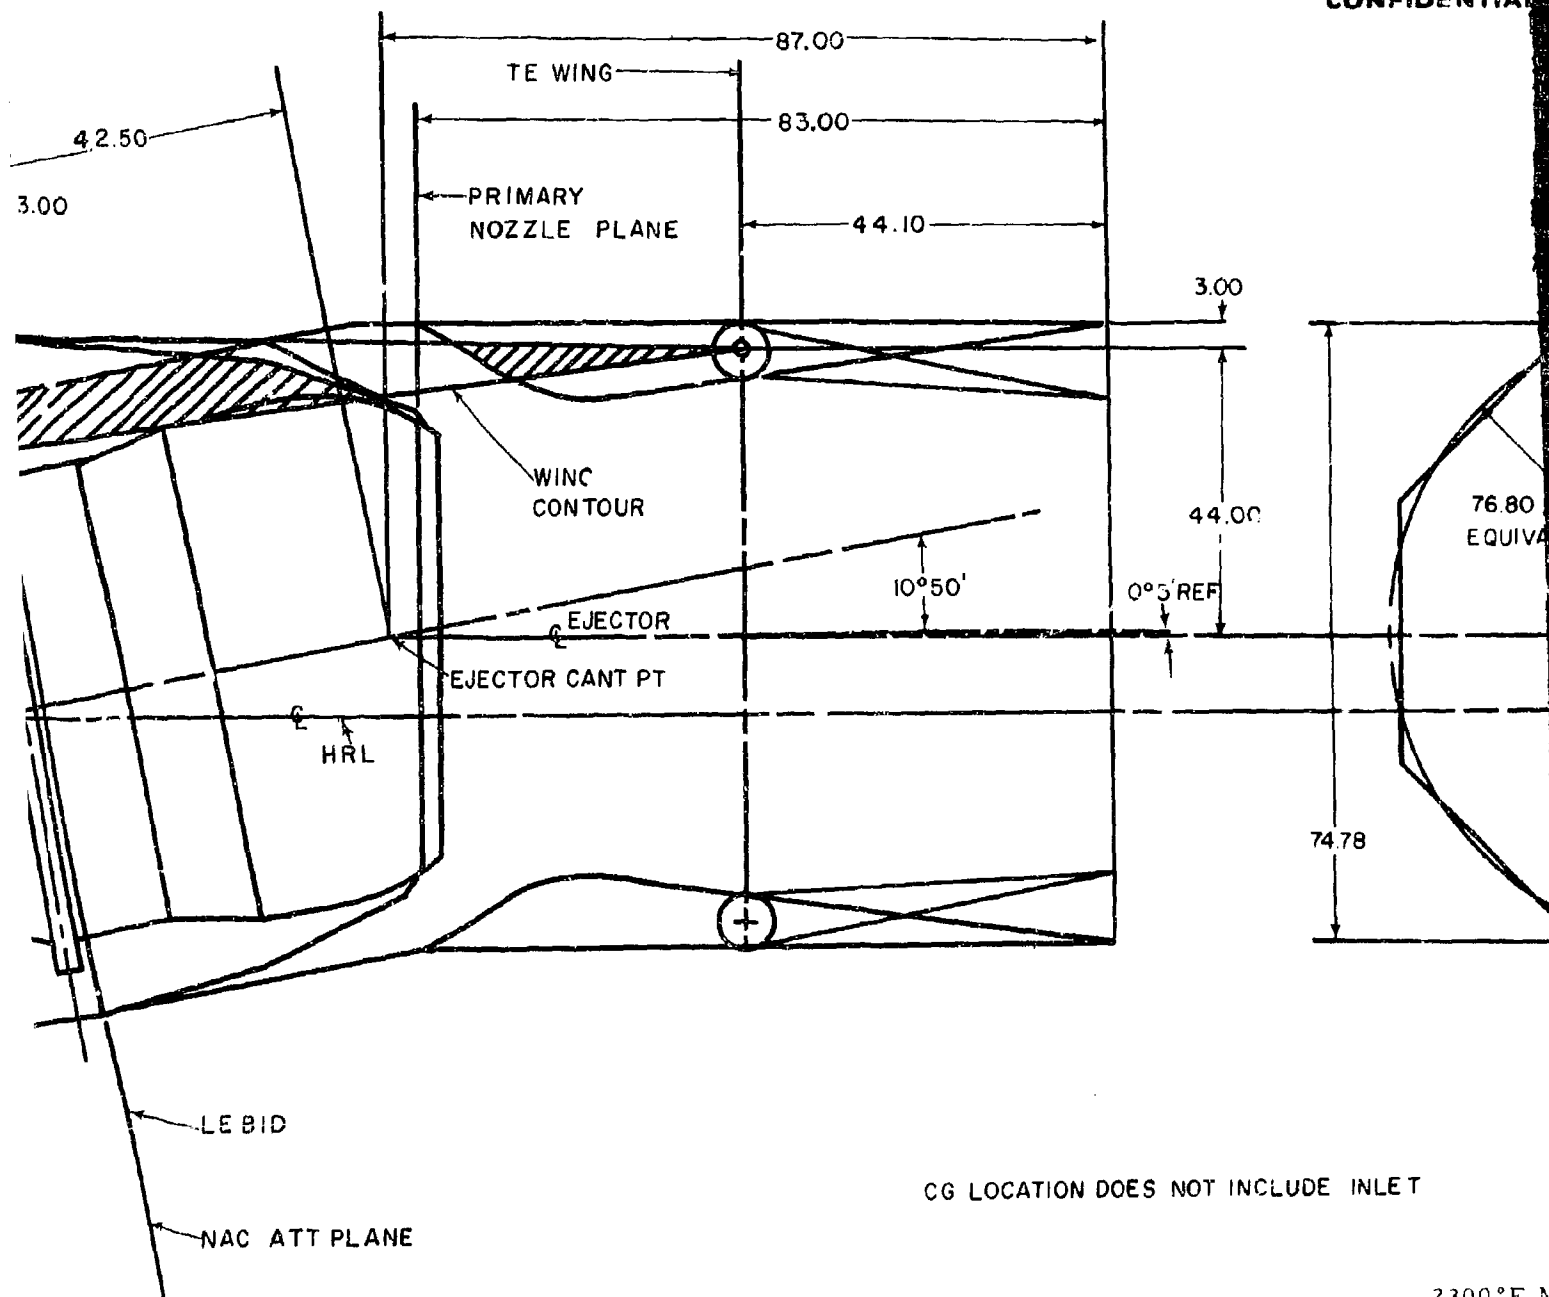 87.00
TE WING
42.50
83.00
3.00
PRIMARY
NOZZLE PLANE
44.10
3.00
WING
CONTOUR
44.00
76.80
10°50'
0°5' REF
℄ EJECTOR
EJECTOR CANT PT
℄
HRL
74.78
LE BID
CG LOCATION DOES NOT INCLUDE INLET
NAC ATT PLANE